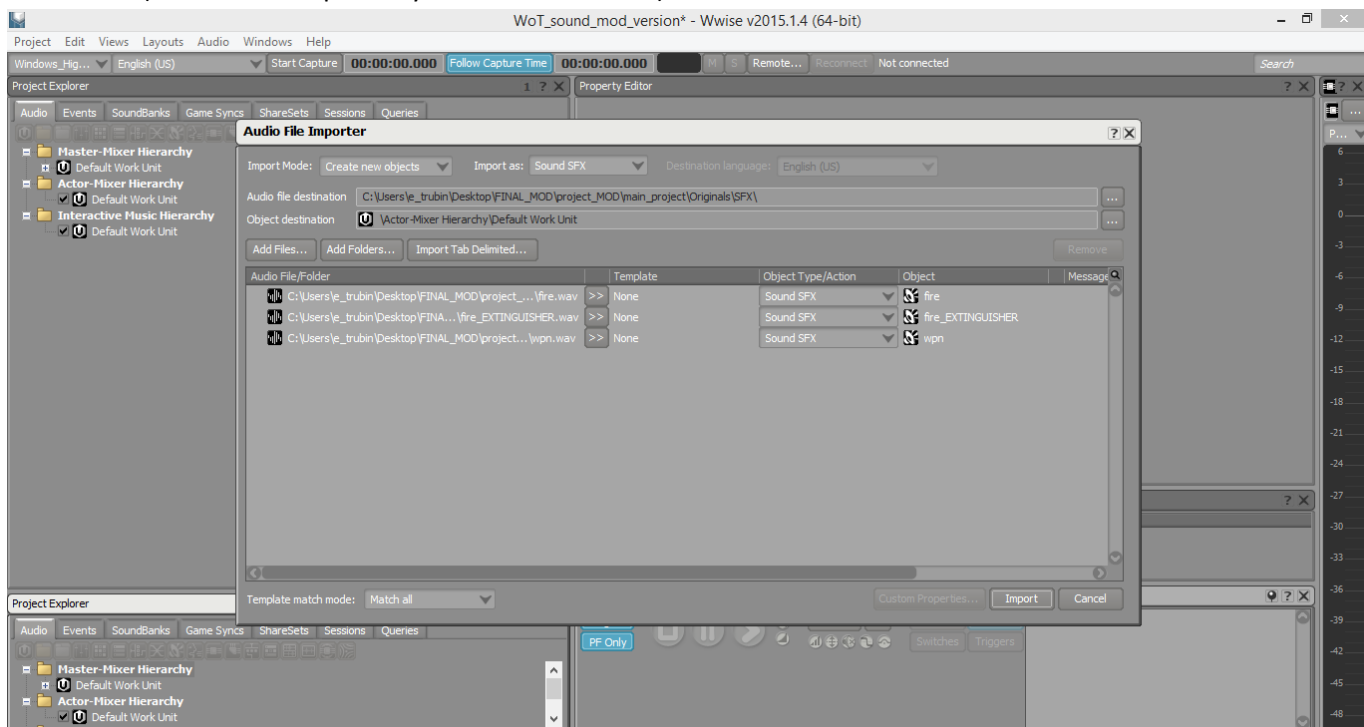 WoT_sound_mod_version* - Wwise v2015.1.4 (64-bit)
Project Edit Views Layouts Audio Windows Help
Windows_Hig... English (US) Start Capture 00:00:00.000 Follow Capture Time 00:00:00.000 M S Remote... Reconnect Not connected Search
Project Explorer 1 ? X Property Editor ? X ? X
Audio Events SoundBanks Game Syncs ShareSets Sessions Queries ...
Audio File Importer ? X
P...
Master-Mixer Hierarchy
Default Work Unit
Actor-Mixer Hierarchy
Default Work Unit
Interactive Music Hierarchy
Default Work Unit
Import Mode: Create new objects Import as: Sound SFX Destination language: English (US)
Audio file destination C:\Users\e_trubin\Desktop\FINAL_MOD\project_MOD\main_project\Originals\SFX\ ...
Object destination \Actor-Mixer Hierarchy\Default Work Unit ...
Add Files... Add Folders... Import Tab Delimited... Remove
Audio File/Folder Template Object Type/Action Object Message
C:\Users\e_trubin\Desktop\FINAL_MOD\project_...\fire.wav >> None Sound SFX fire
C:\Users\e_trubin\Desktop\FINA...\fire_EXTINGUISHER.wav >> None Sound SFX fire_EXTINGUISHER
C:\Users\e_trubin\Desktop\FINAL_MOD\project...\wpn.wav >> None Sound SFX wpn
Template match mode: Match all Custom Properties... Import Cancel
6
3
0
-3
-6
-9
-12
-15
-18
-21
-24
-27
-30
-33
-36
-39
-42
-45
-48
? X
Project Explorer ? X
Audio Events SoundBanks Game Syncs ShareSets Sessions Queries
PF Only Switches Triggers
Master-Mixer Hierarchy
Default Work Unit
Actor-Mixer Hierarchy
Default Work Unit